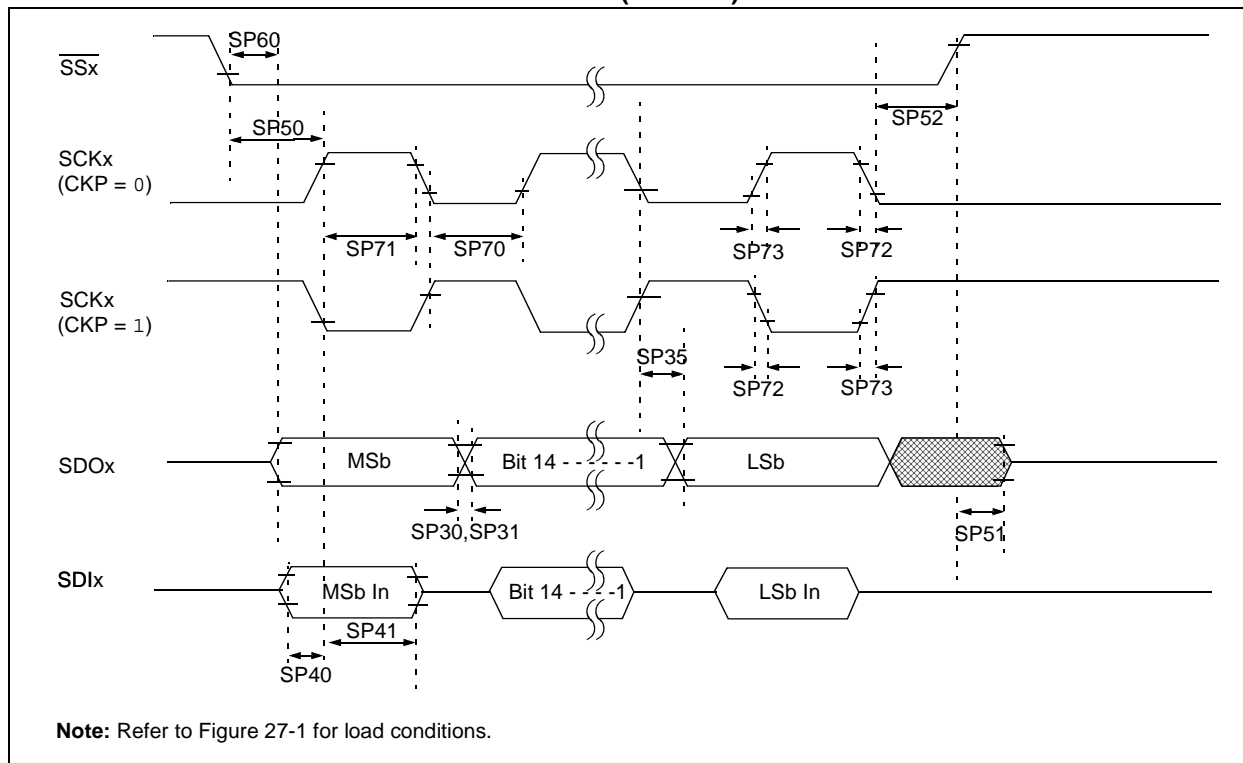 SP60
SSx
SP50
SP52
SCKx
(CKP = 0)
SP71
SP70
SP73
SP72
SCKx
(CKP = 1)
SP35
SP72
SP73
SDOx
MSb
Bit 14 - - - - - -1
LSb
SP30,SP31
SP51
SDIx
MSb In
Bit 14 - - - -1
LSb In
SP41
SP40
Note: Refer to Figure 27-1 for load conditions.